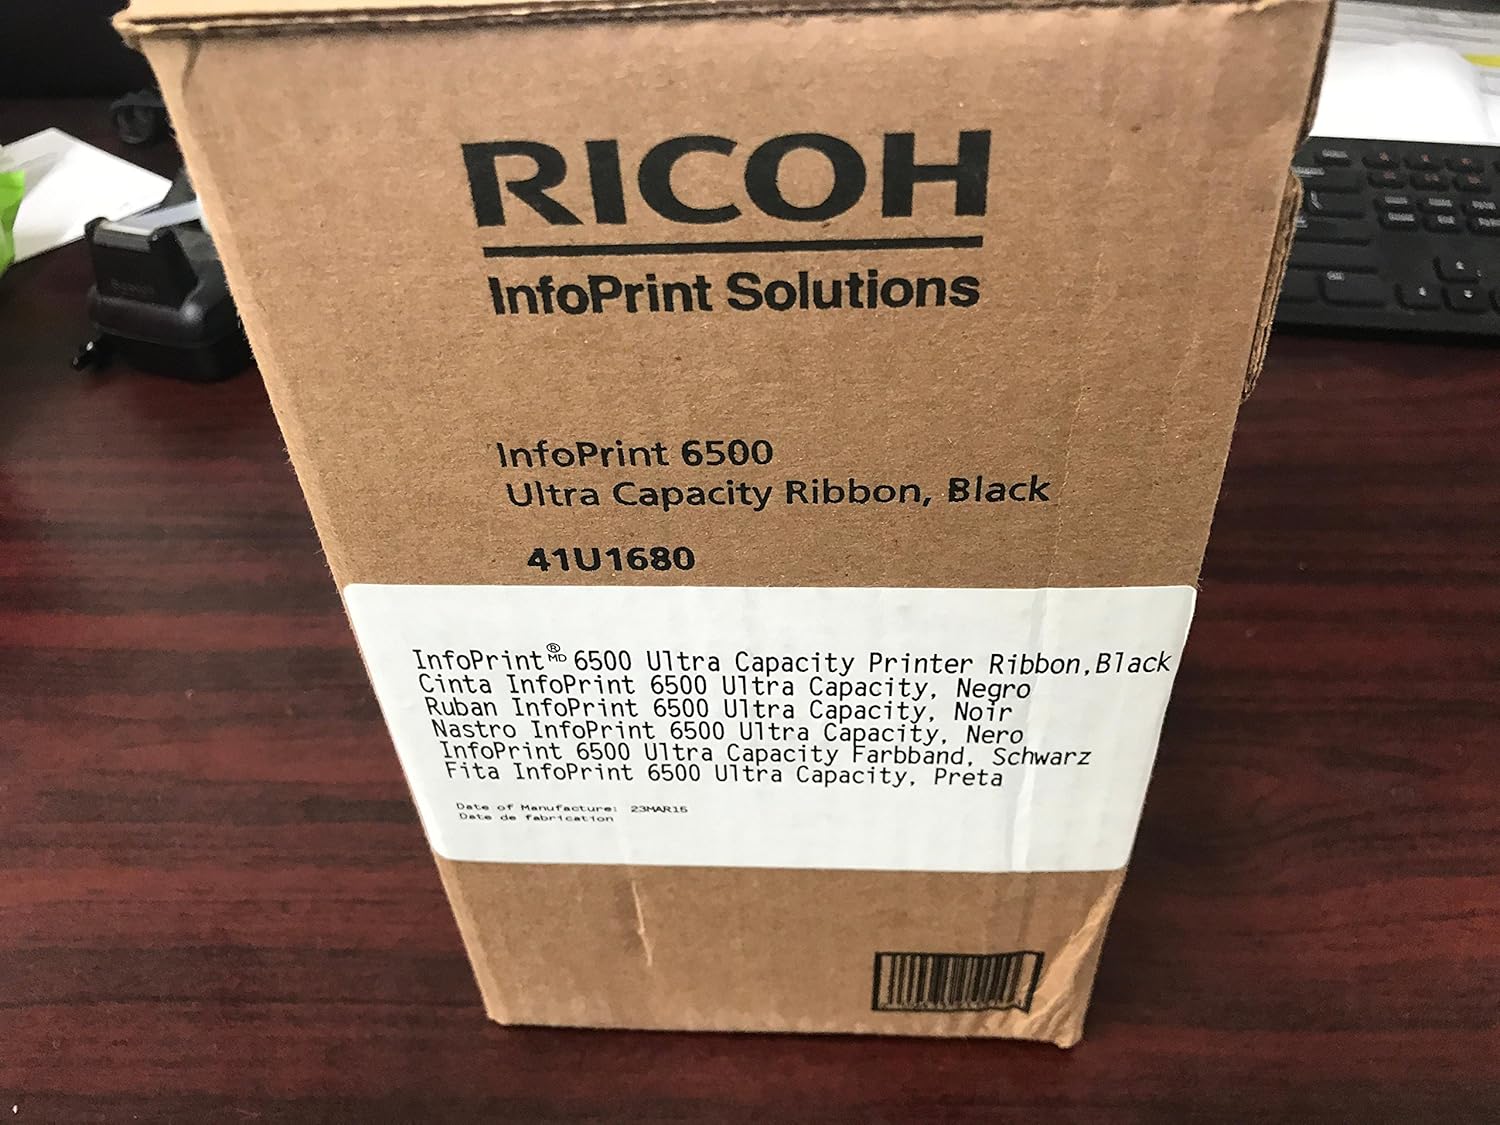 RICOH
InfoPrint Solutions
InfoPrint 6500
Ultra Capacity Ribbon, Black
41U1680
InfoPrint®MD 6500 Ultra Capacity Printer Ribbon,Black
Cinta InfoPrint 6500 Ultra Capacity, Negro
Ruban InfoPrint 6500 Ultra Capacity, Noir
Nastro InfoPrint 6500 Ultra Capacity, Nero
InfoPrint 6500 Ultra Capacity Farbband, Schwarz
Fita InfoPrint 6500 Ultra Capacity, Preta
Date of Manufacture: 23MAR15
Date de fabrication